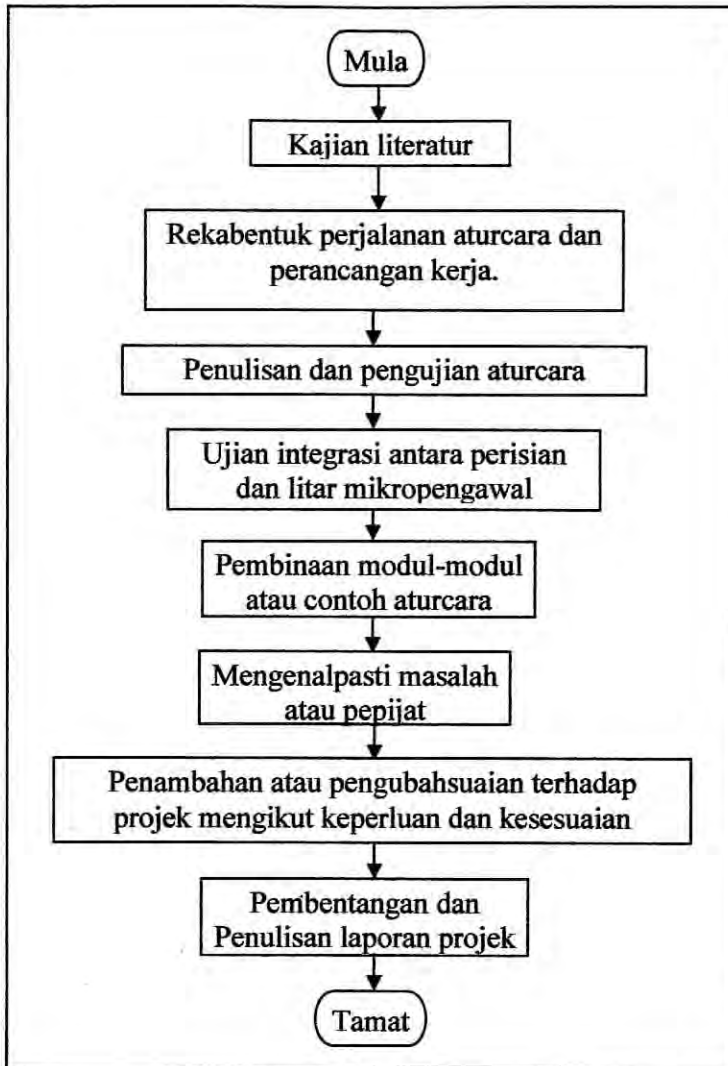 Mula
Kajian literatur
Rekabentuk perjalanan aturcara dan
perancangan kerja.
Penulisan dan pengujian aturcara
Ujian integrasi antara perisian
dan litar mikropengawal
Pembinaan modul-modul
atau contoh aturcara
Mengenalpasti masalah
atau pepijat
Penambahan atau pengubahsuaian terhadap
projek mengikut keperluan dan kesesuaian
Pembentangan dan
Penulisan laporan projek
Tamat